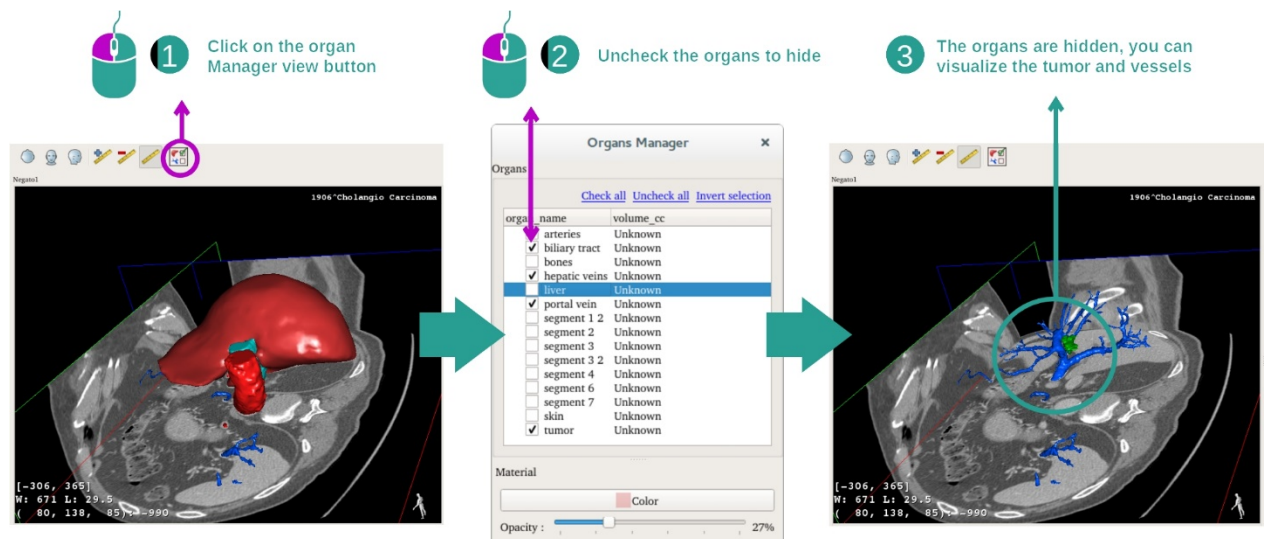 1
Click on the organ
Manager view button
2
Uncheck the organs to hide
3
The organs are hidden, you can
visualize the tumor and vessels
Negato1
1906^Cholangio Carcinoma
[-306, 365]
W: 671 L: 29.5
( 80, 138, 85): -990
Organs Manager
Organs
Check all Uncheck all Invert selection
organ_name volume_cc
arteries Unknown
biliary tract Unknown
bones Unknown
hepatic veins Unknown
liver Unknown
portal vein Unknown
segment 1 2 Unknown
segment 2 Unknown
segment 3 Unknown
segment 3 2 Unknown
segment 4 Unknown
segment 6 Unknown
segment 7 Unknown
skin Unknown
tumor Unknown
Material
Color
Opacity : 27%
Negato1
1906^Cholangio Carcinoma
[-306, 365]
W: 671 L: 29.5
( 80, 138, 85): -990